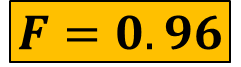 F = 0.96